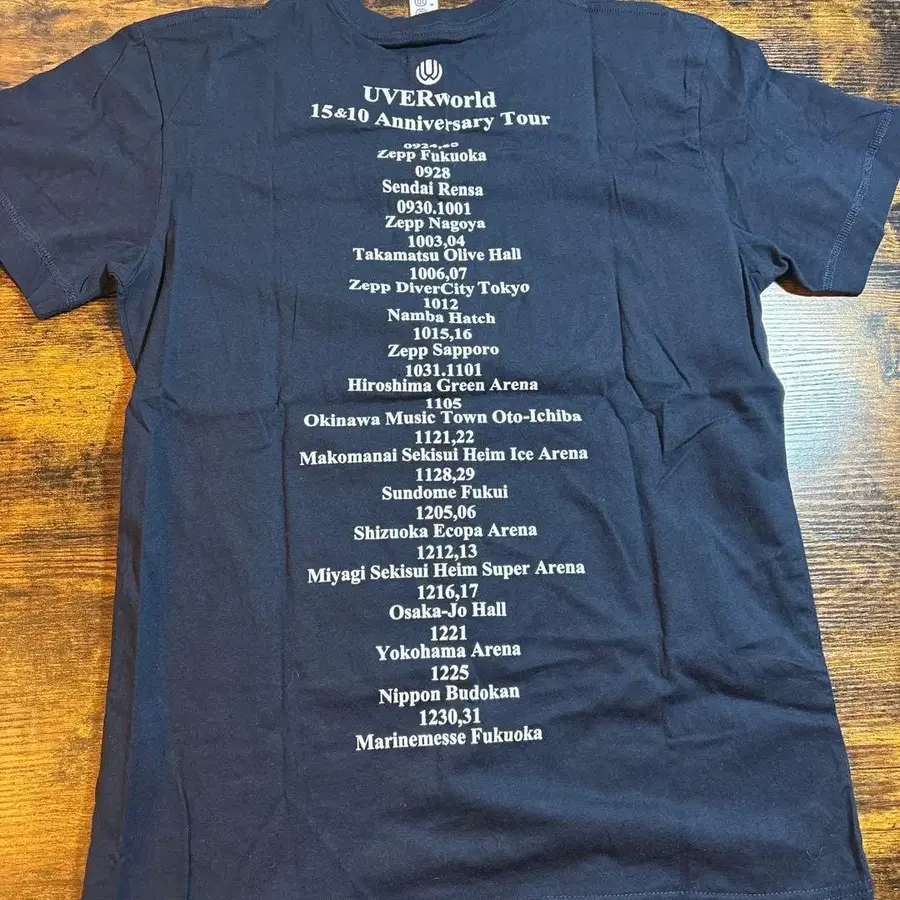 UVERworld
15&10 Anniversary Tour
Zepp Fukuoka
0928
Sendai Rensa
0930.1001
Zepp Nagoya
1003,04
Takamatsu Olive Hall
1006,07
Zepp DiverCity Tokyo
1012
Namba Hatch
1015,16
Zepp Sapporo
1031.1101
Hiroshima Green Arena
1105
Okinawa Music Town Oto-Ichiba
1121,22
Makomanai Sekisui Heim Ice Arena
1128,29
Sundome Fukui
1205,06
Shizuoka Ecopa Arena
1212,13
Miyagi Sekisui Heim Super Arena
1216,17
Osaka-Jo Hall
1221
Yokohama Arena
1225
Nippon Budokan
1230,31
Marinemesse Fukuoka